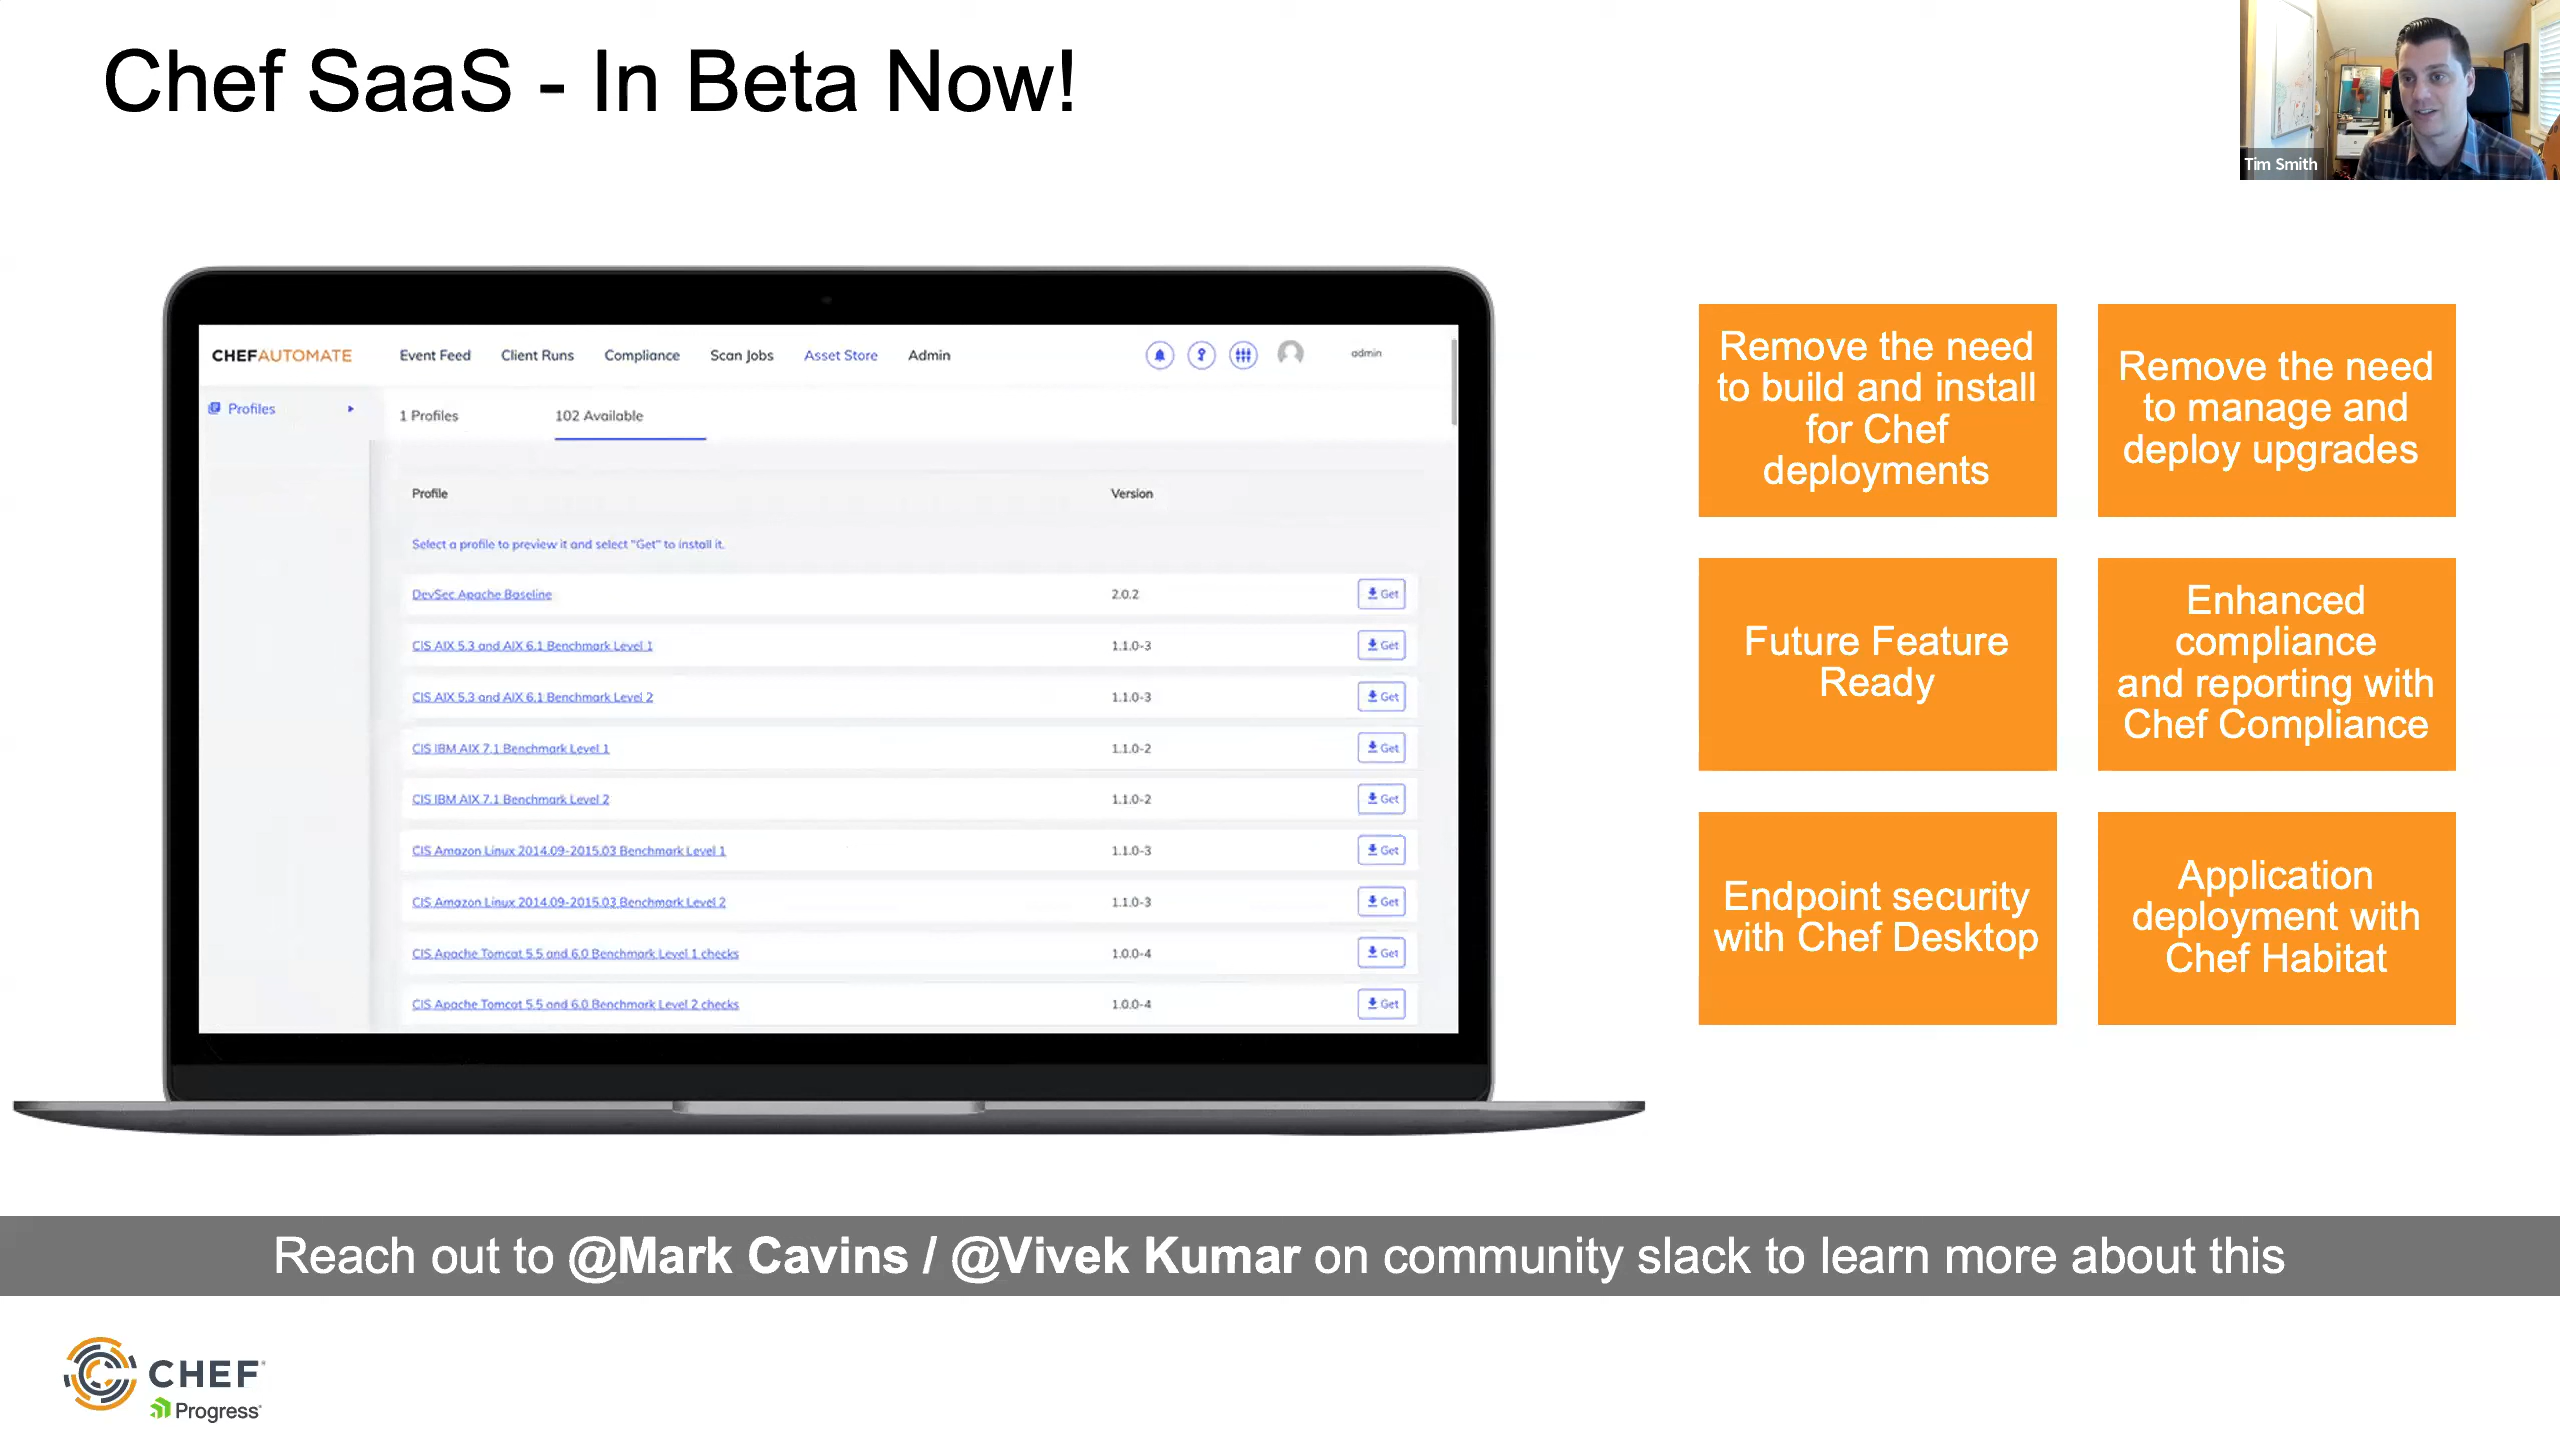 Chef SaaS - In Beta Now!
Tim Smith
CHEFAUTOMATE
Event Feed
Client Runs
Compliance
Scan Jobs
Asset Store
Admin
admin
Profiles
1 Profiles
102 Available
Profile
Version
Select a profile to preview it and select "Get" to install it.
DevSec Apache Baseline
2.0.2
Get
CIS AIX 5.3 and AIX 6.1 Benchmark Level 1
1.1.0-3
Get
CIS AIX 5.3 and AIX 6.1 Benchmark Level 2
1.1.0-3
Get
CIS IBM AIX 7.1 Benchmark Level 1
1.1.0-2
Get
CIS IBM AIX 7.1 Benchmark Level 2
1.1.0-2
Get
CIS Amazon Linux 2014.09-2015.03 Benchmark Level 1
1.1.0-3
Get
CIS Amazon Linux 2014.09-2015.03 Benchmark Level 2
1.1.0-3
Get
CIS Apache Tomcat 5.5 and 6.0 Benchmark Level 1 checks
1.0.0-4
Get
CIS Apache Tomcat 5.5 and 6.0 Benchmark Level 2 checks
1.0.0-4
Get
Remove the need
to build and install
for Chef
deployments
Remove the need
to manage and
deploy upgrades
Future Feature
Ready
Enhanced
compliance
and reporting with
Chef Compliance
Endpoint security
with Chef Desktop
Application
deployment with
Chef Habitat
Reach out to @Mark Cavins / @Vivek Kumar on community slack to learn more about this
CHEF
Progress